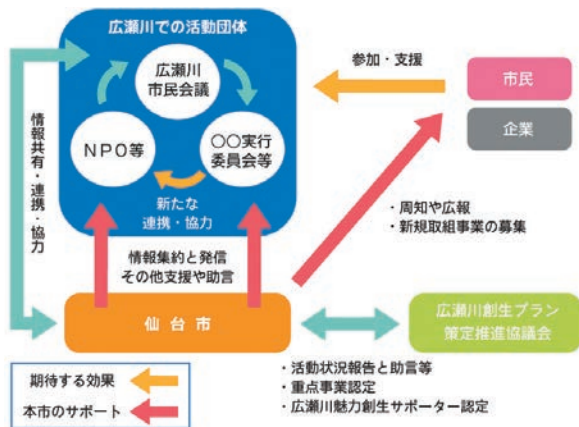 広瀬川での活動団体
広瀬川
市民会議
NPO等
〇〇実行
委員会等
新たな
連携・協力
参加・支援
市民
企業
情報共有・連携・協力
・周知や広報
・新規取組事業の募集
情報集約と発信
その他支援や助言
仙台市
広瀬川創生プラン
策定推進協議会
・活動状況報告と助言等
・重点事業認定
・広瀬川魅力創生サポーター認定
期待する効果
本市のサポート